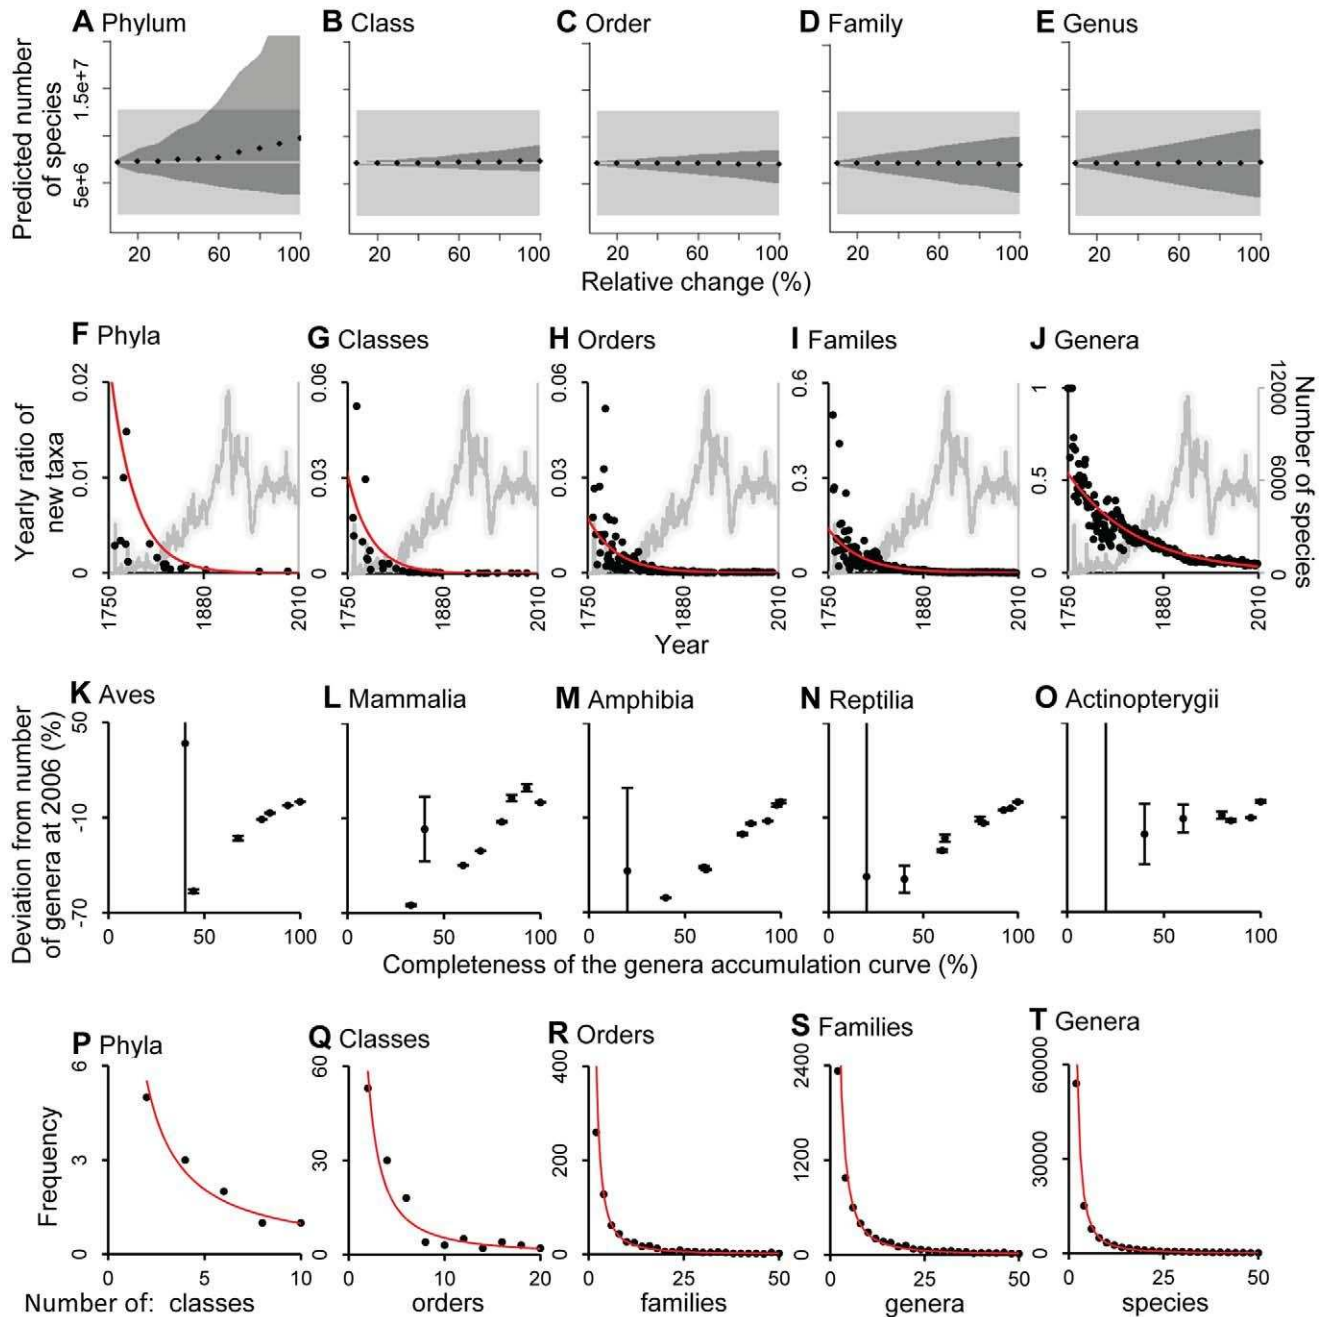 A Phylum
B Class
C Order
D Family
E Genus
Predicted number
of species
5e+6 1.5e+7
20 60 100
20 60 100
20 60 100
20 60 100
20 60 100
Relative change (%)
F Phyla
G Classes
H Orders
I Familes
J Genera
Yearly ratio of
new taxa
0 0.01 0.02
0 0.03 0.06
0 0.03 0.06
0 0.3 0.6
0 0.5 1
0 6000 12000
Number of species
1750 1880 2010
1750 1880 2010
1750 1880 2010
1750 1880 2010
1750 1880 2010
Year
K Aves
L Mammalia
M Amphibia
N Reptilia
O Actinopterygii
Deviation from number
of genera at 2006 (%)
-70 -10 50
0 50 100
0 50 100
0 50 100
0 50 100
0 50 100
Completeness of the genera accumulation curve (%)
P Phyla
Q Classes
R Orders
S Families
T Genera
Frequency
0 3 6
0 30 60
0 200 400
0 1200 2400
0 30000 60000
0 5 10
0 10 20
0 25 50
0 25 50
0 25 50
Number of: classes
orders
families
genera
species